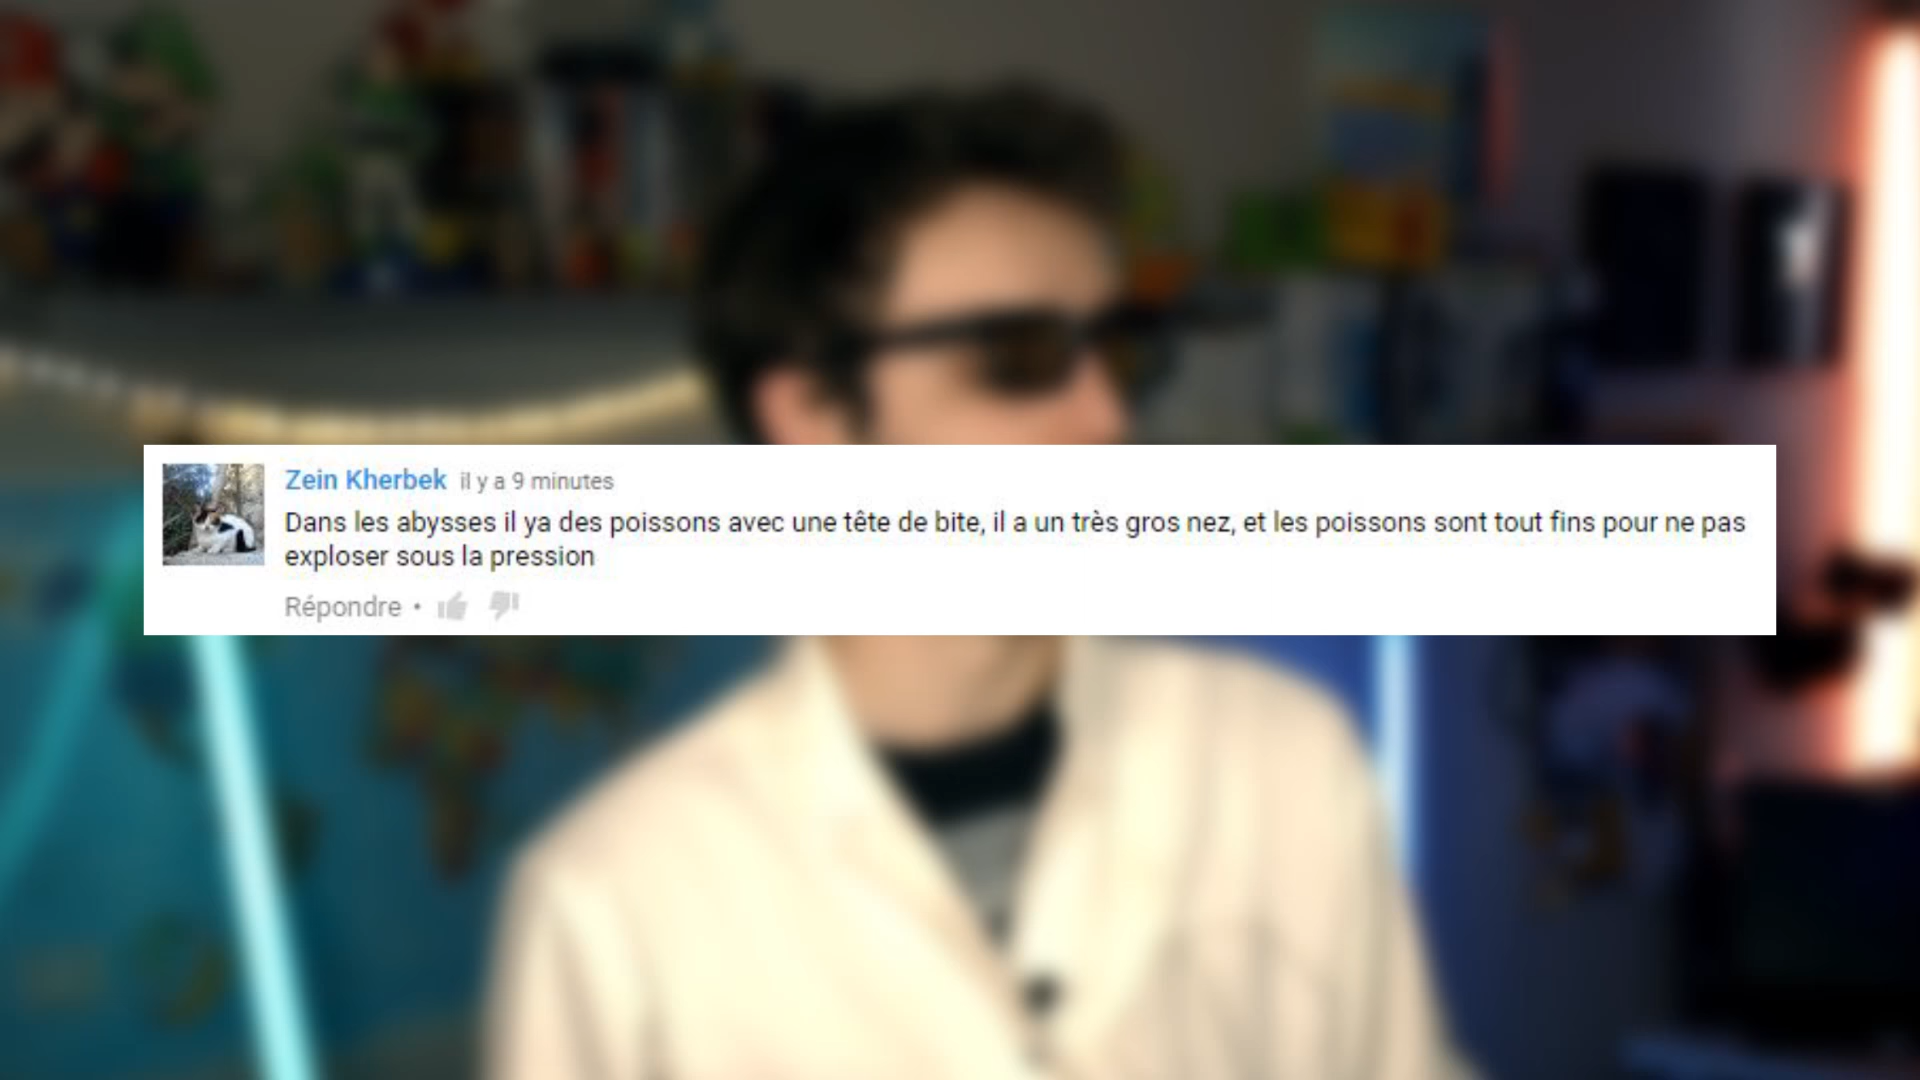 Zein Kherbek il y a 9 minutes
Dans les abysses il ya des poissons avec une tête de bite, il a un très gros nez, et les poissons sont tout fins pour ne pas
exploser sous la pression
Répondre •